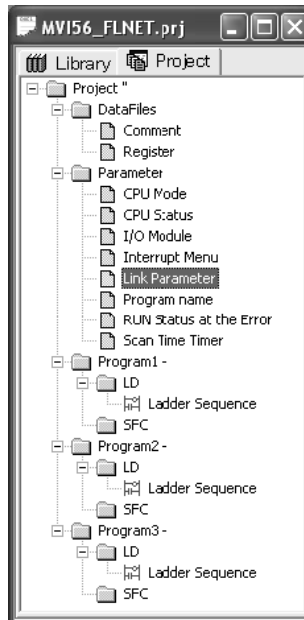 MVI56_FLNET.prj
Library Project
Project "
DataFiles
Comment
Register
Parameter
CPU Mode
CPU Status
I/O Module
Interrupt Menu
Link Parameter
Program name
RUN Status at the Error
Scan Time Timer
Program1 -
LD
Ladder Sequence
SFC
Program2 -
LD
Ladder Sequence
SFC
Program3 -
LD
Ladder Sequence
SFC